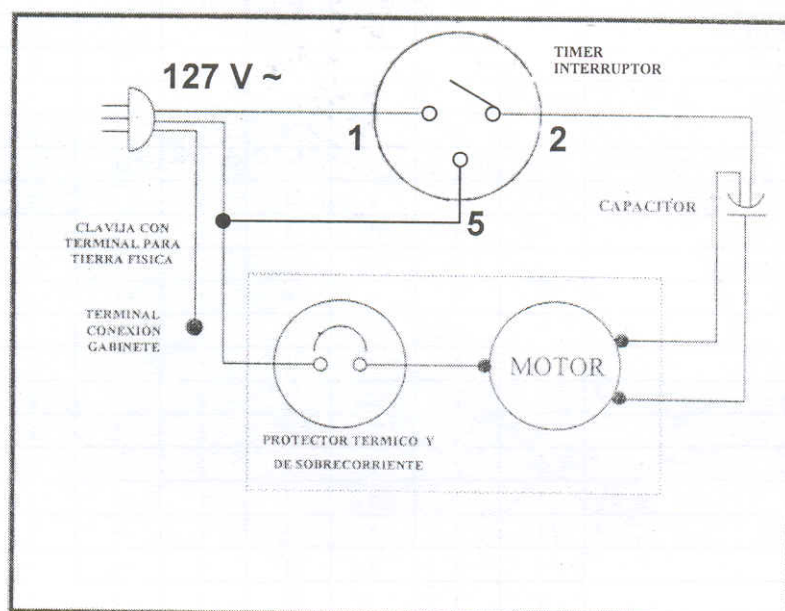 127 V ~
TIMER
INTERRUPTOR
1
2
5
CAPACITOR
CLAVIJA CON
TERMINAL PARA
TIERRA FISICA
TERMINAL
CONEXIÓN
GABINETE
MOTOR
PROTECTOR TERMICO Y
DE SOBRECORRIENTE